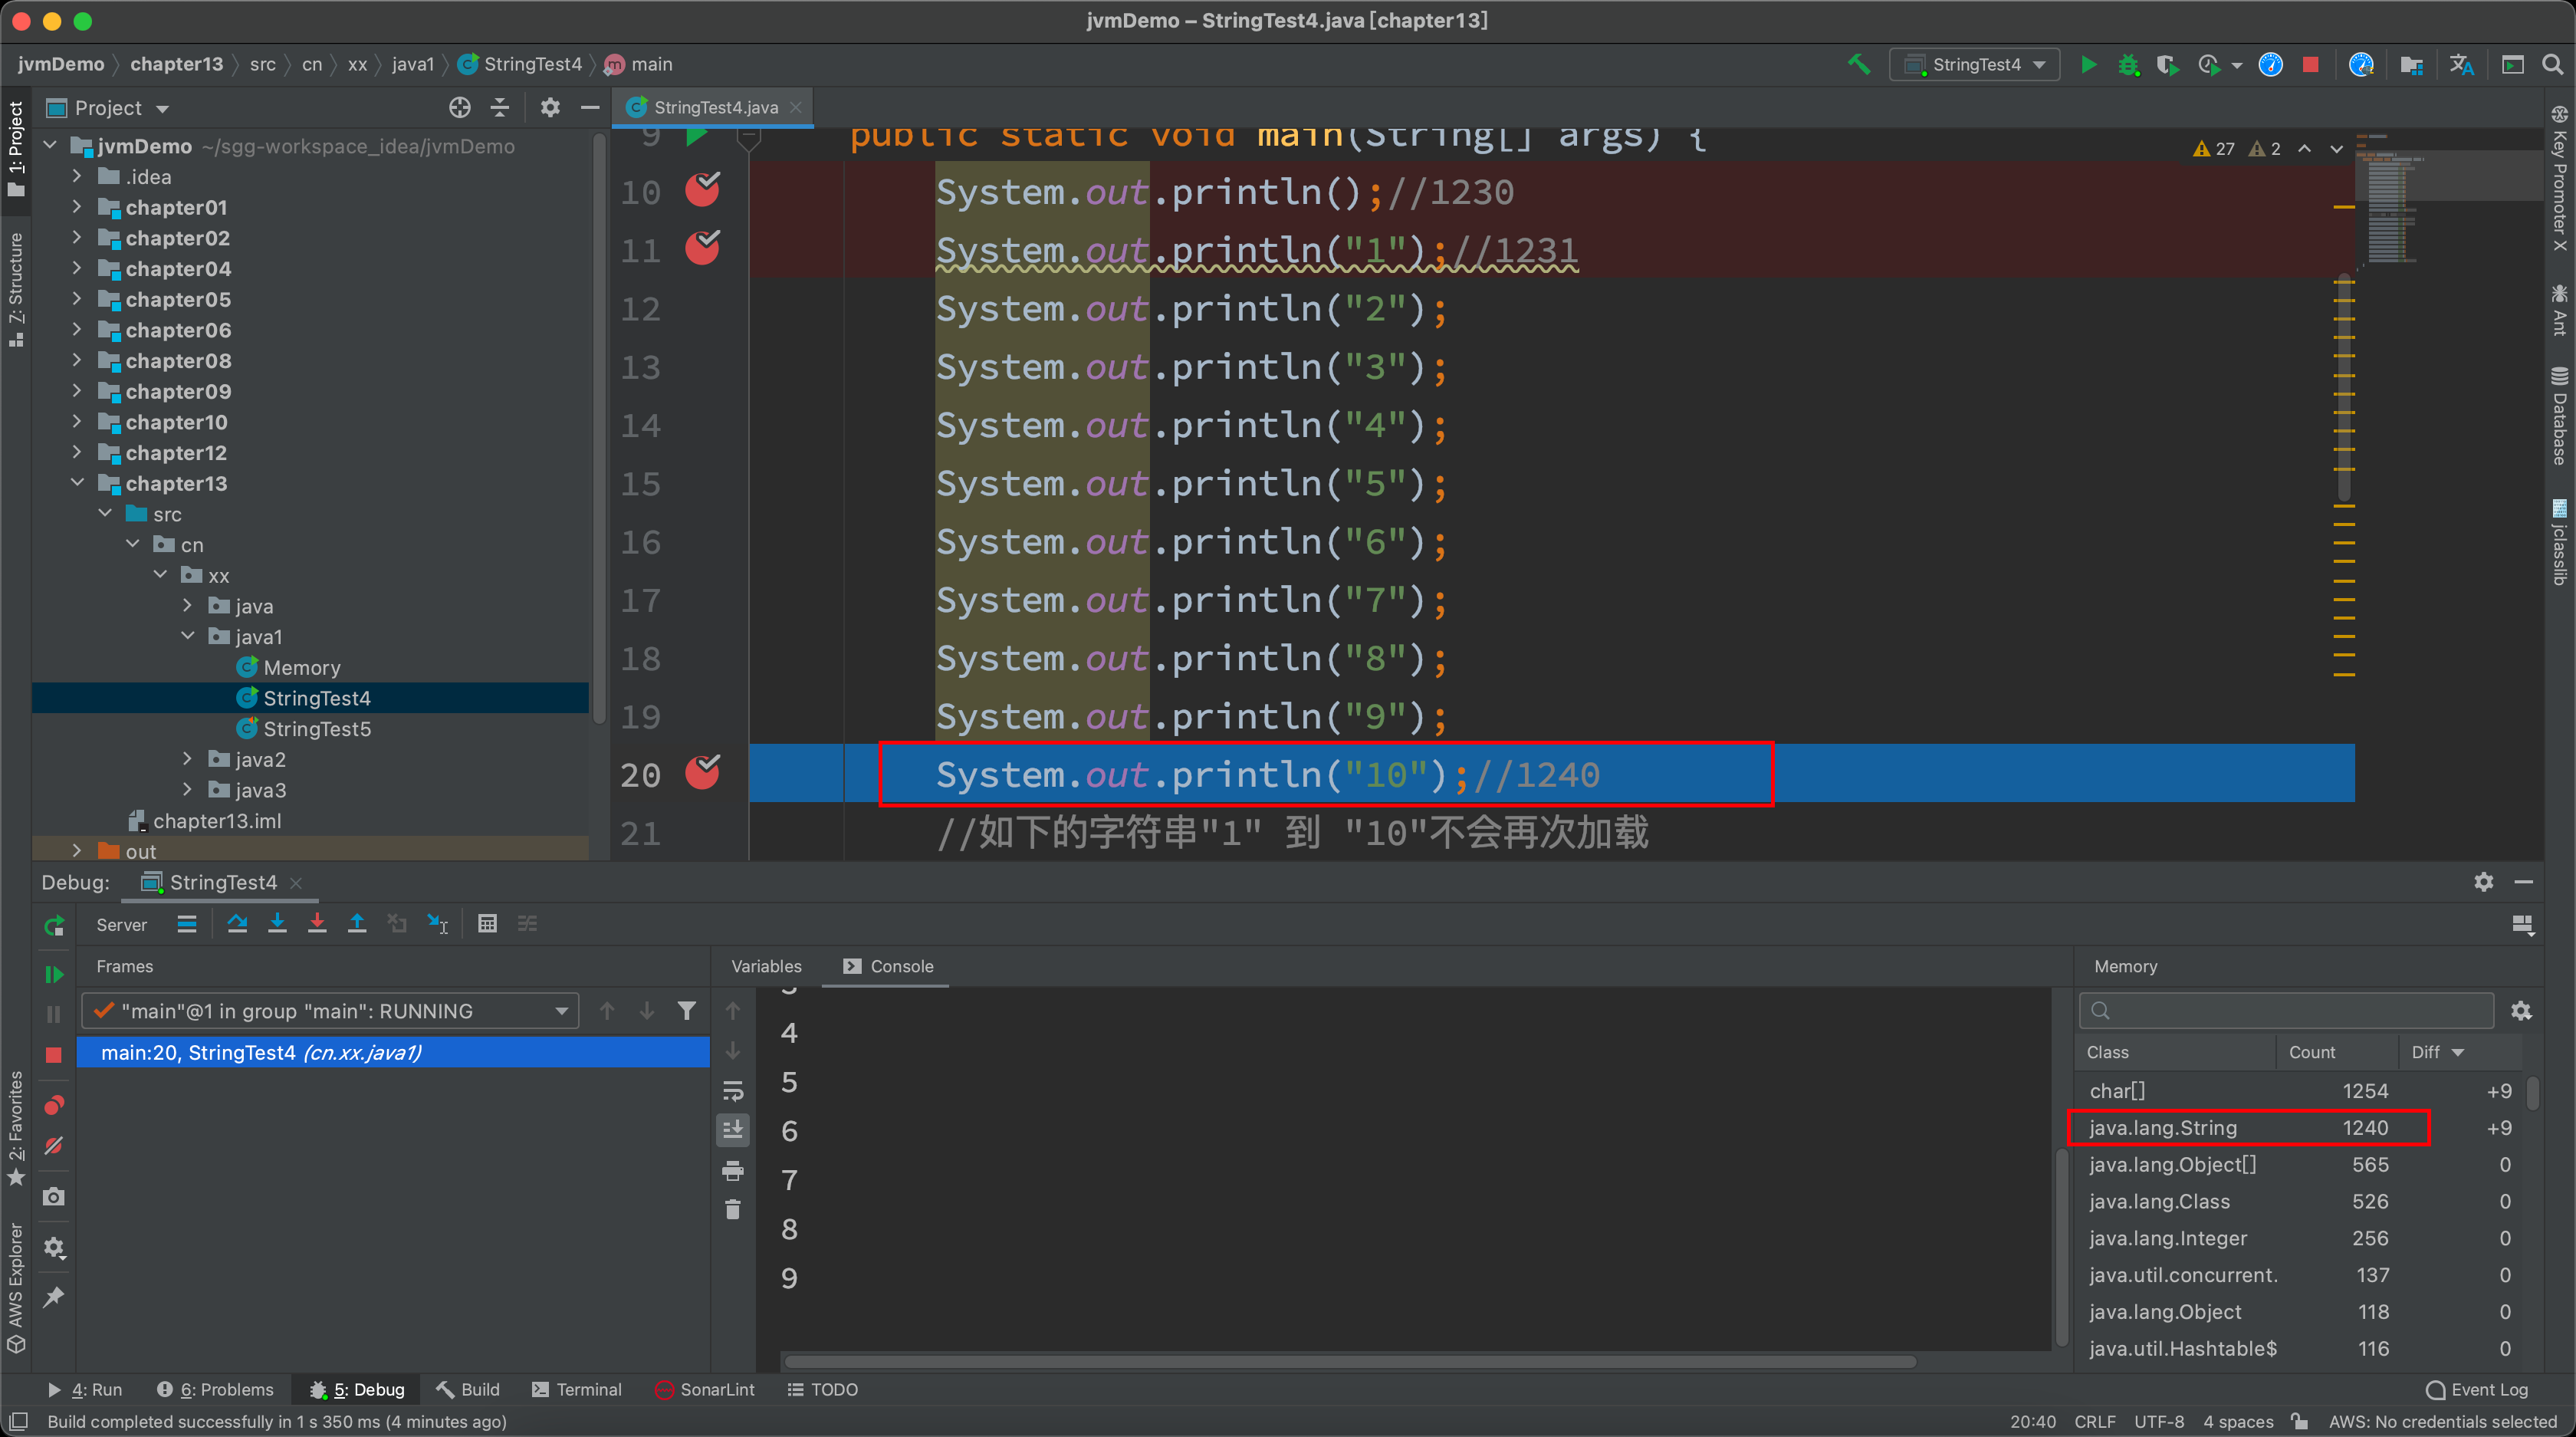 jvmDemo – StringTest4.java [chapter13]
jvmDemo chapter13 src cn xx java1 StringTest4 main
StringTest4
Project
StringTest4.java
1: Project
Z: Structure
2: Favorites
AWS Explorer
jvmDemo ~/sgg-workspace_idea/jvmDemo
.idea
chapter01
chapter02
chapter04
chapter05
chapter06
chapter08
chapter09
chapter10
chapter12
chapter13
src
cn
xx
java
java1
Memory
StringTest4
StringTest5
java2
java3
chapter13.iml
out
27 2
9 public static void main(String[] args) {
10 System.out.println();//1230
11 System.out.println("1");//1231
12 System.out.println("2");
13 System.out.println("3");
14 System.out.println("4");
15 System.out.println("5");
16 System.out.println("6");
17 System.out.println("7");
18 System.out.println("8");
19 System.out.println("9");
20 System.out.println("10");//1240
21 //如下的字符串"1" 到 "10"不会再次加载
Key Promoter X
Ant
Database
jclasslib
Debug: StringTest4
Server
Frames
"main"@1 in group "main": RUNNING
main:20, StringTest4 (cn.xx.java1)
Variables Console
4
5
6
7
8
9
Memory
Class Count Diff
char[] 1254 +9
java.lang.String 1240 +9
java.lang.Object[] 565 0
java.lang.Class 526 0
java.lang.Integer 256 0
java.util.concurrent. 137 0
java.lang.Object 118 0
java.util.Hashtable$ 116 0
4: Run 6: Problems 5: Debug Build Terminal SonarLint TODO Event Log
Build completed successfully in 1 s 350 ms (4 minutes ago) 20:40 CRLF UTF-8 4 spaces AWS: No credentials selected